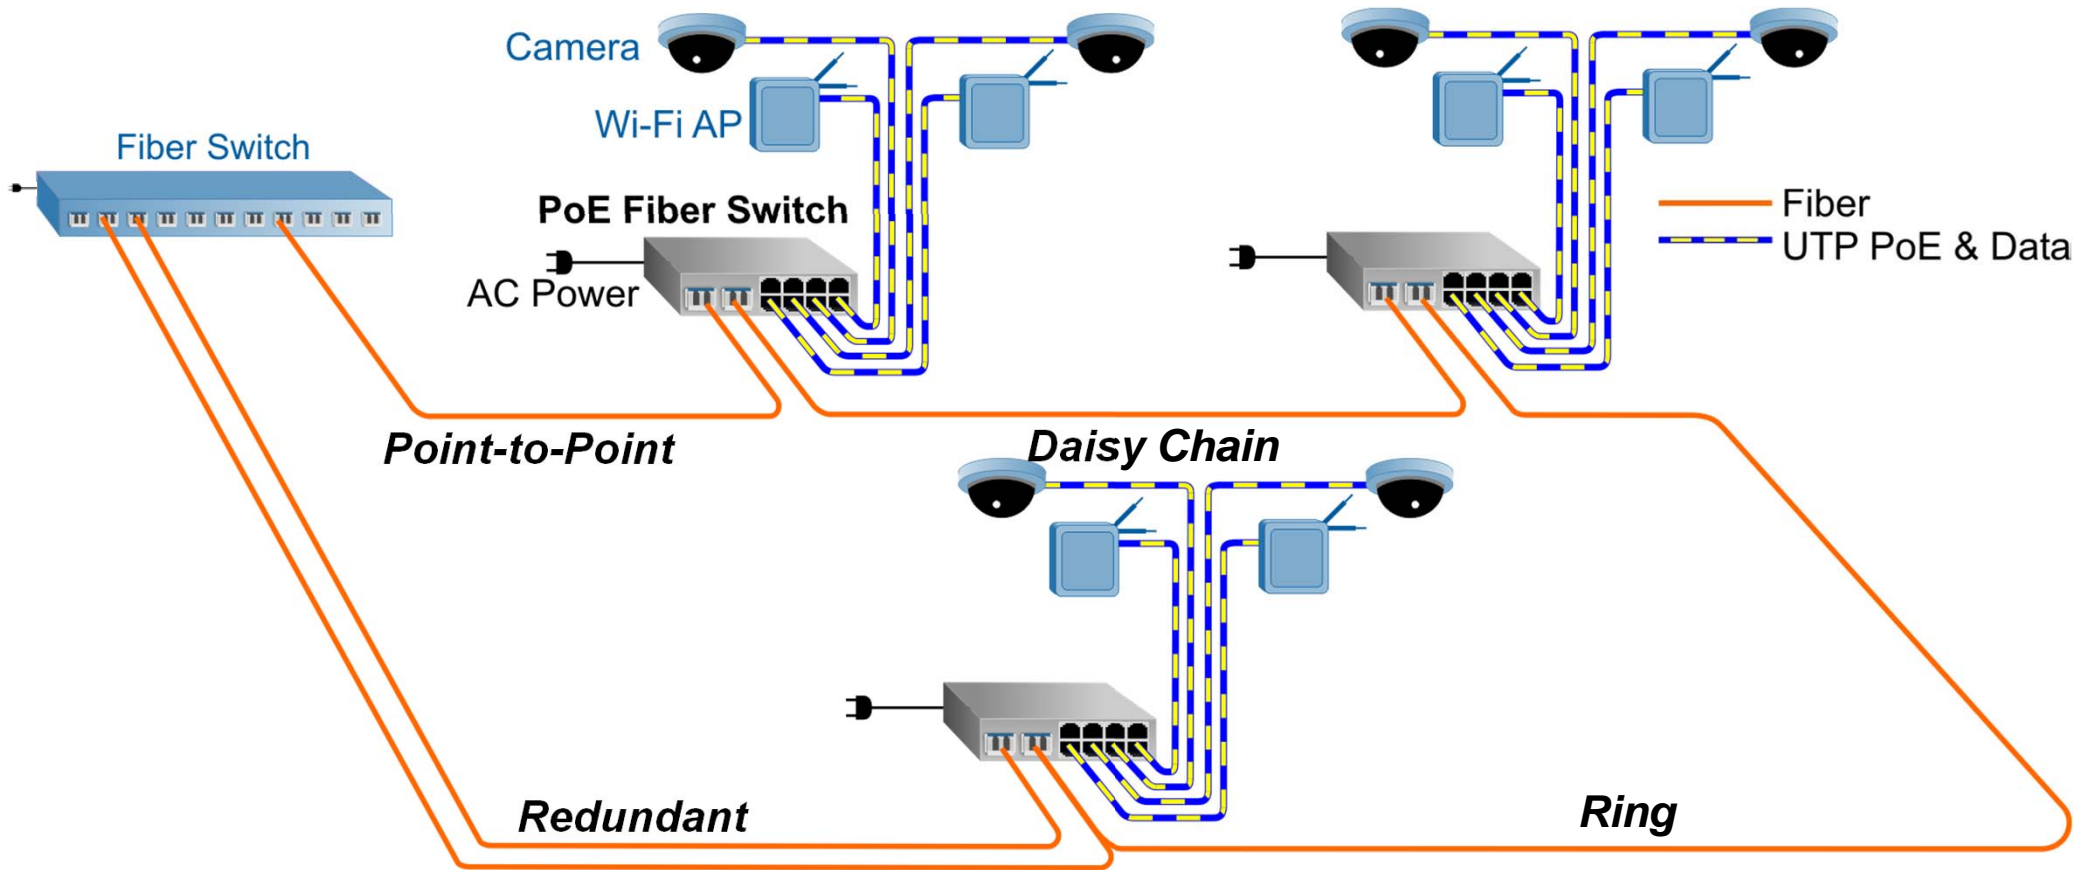 Camera
Wi-Fi AP
Fiber Switch
PoE Fiber Switch
AC Power
Fiber
UTP PoE & Data
Point-to-Point
Daisy Chain
Redundant
Ring